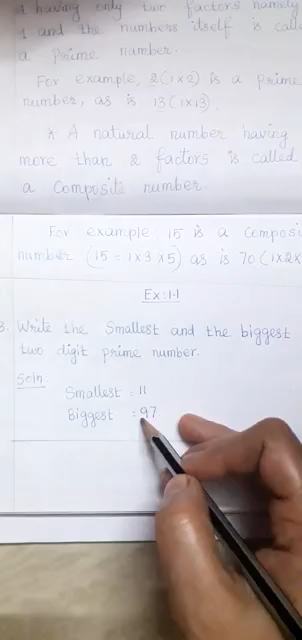 1 having only two factors namely
1 and the number itself is call
a Prime number.
For example, 2(1×2) is a Prime
number, as is 13(1×13).
* A natural number having
more than 2 factors is called
a Composite number.
For example 15 is a Composi
number (15 = 1×3×5) as is 70(1×2×
Ex:1.1
3. Write the Smallest and the biggest
two digit prime number.
Soln.
Smallest = 11
Biggest = 97